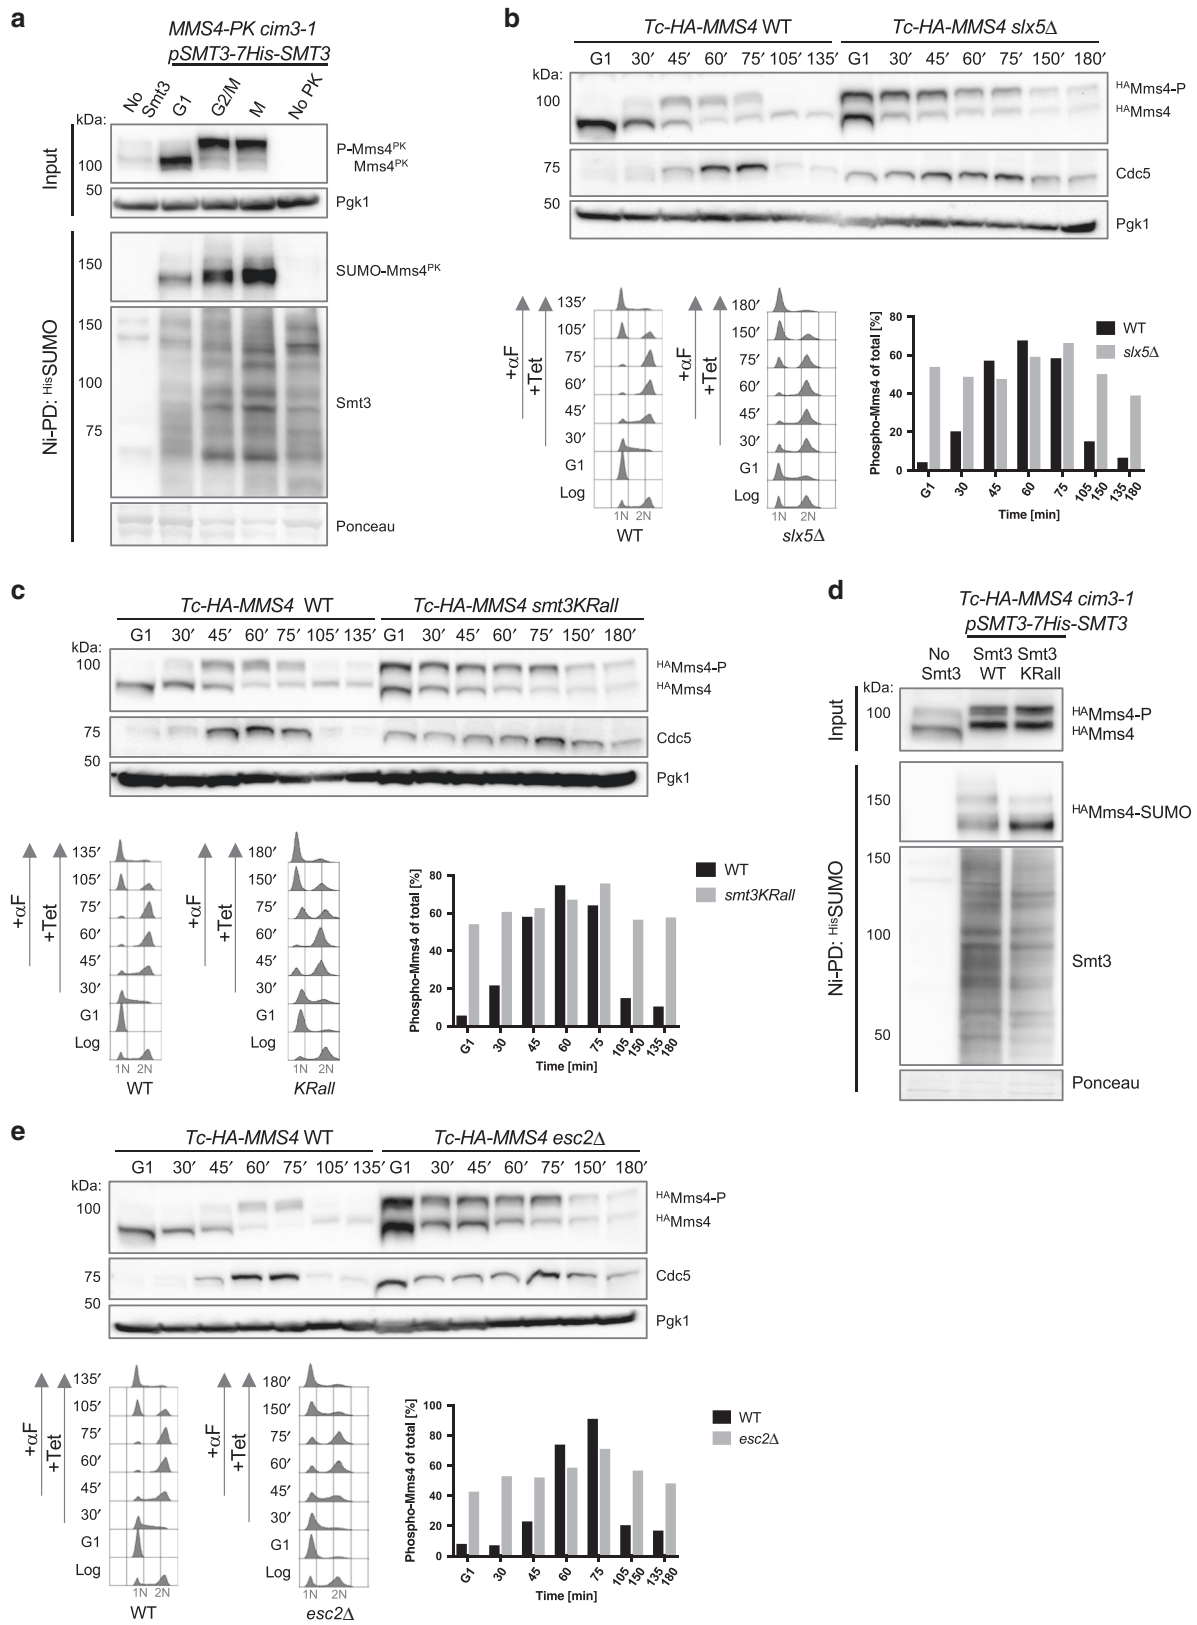 a
MMS4-PK cim3-1
pSMT3-7His-SMT3
No Smt3
G1
G2/M
M
No PK
kDa:
Input
100
P-Mms4PK
Mms4PK
50
Pgk1
Ni-PD: HisSUMO
150
SUMO-Mms4PK
150
100
75
Smt3
Ponceau
b
Tc-HA-MMS4 WT
Tc-HA-MMS4 slx5Δ
G1 30′ 45′ 60′ 75′ 105′ 135′ G1 30′ 45′ 60′ 75′ 150′ 180′
kDa:
100
HAMms4-P
HAMms4
75
Cdc5
50
Pgk1
+αF
+Tet
135′
105′
75′
60′
45′
30′
G1
Log
1N 2N
WT
+αF
+Tet
180′
150′
75′
60′
45′
30′
G1
Log
1N 2N
slx5Δ
Phospho-Mms4 of total [%]
80
60
40
20
0
WT
slx5Δ
G1 30 45 60 75 105 150 135 180
Time [min]
c
Tc-HA-MMS4 WT
Tc-HA-MMS4 smt3KRall
G1 30′ 45′ 60′ 75′ 105′ 135′ G1 30′ 45′ 60′ 75′ 150′ 180′
kDa:
100
HAMms4-P
HAMms4
75
Cdc5
50
Pgk1
+αF
+Tet
135′
105′
75′
60′
45′
30′
G1
Log
1N 2N
WT
+αF
+Tet
180′
150′
75′
60′
45′
30′
G1
Log
1N 2N
KRall
Phospho-Mms4 of total [%]
80
60
40
20
0
WT
smt3KRall
G1 30 45 60 75 105 150 135 180
Time [min]
d
Tc-HA-MMS4 cim3-1
pSMT3-7His-SMT3
No Smt3
Smt3 WT
Smt3 KRall
kDa:
Input
100
HAMms4-P
HAMms4
Ni-PD: HisSUMO
150
HAMms4-SUMO
150
100
50
Smt3
Ponceau
e
Tc-HA-MMS4 WT
Tc-HA-MMS4 esc2Δ
G1 30′ 45′ 60′ 75′ 105′ 135′ G1 30′ 45′ 60′ 75′ 150′ 180′
kDa:
100
HAMms4-P
HAMms4
75
Cdc5
50
Pgk1
+αF
+Tet
135′
105′
75′
60′
45′
30′
G1
Log
1N 2N
WT
+αF
+Tet
180′
150′
75′
60′
45′
30′
G1
Log
1N 2N
esc2Δ
Phospho-Mms4 of total [%]
100
80
60
40
20
0
WT
esc2Δ
G1 30 45 60 75 105 150 135 180
Time [min]